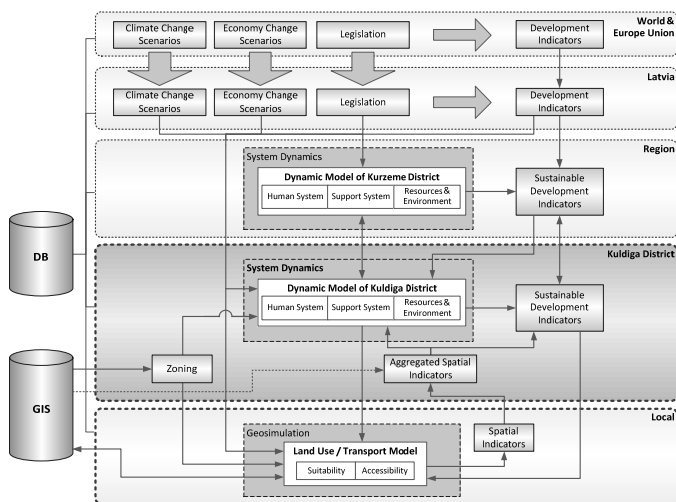 World & 
Europe Union
Climate Change
Scenarios
Economy Change
Scenarios
Legislation
Development
Indicators
Latvia
Climate Change
Scenarios
Economy Change
Scenarios
Legislation
Development
Indicators
Region
System Dynamics
Dynamic Model of Kurzeme District
Human System
Support System
Resources &
Environment
Sustainable
Development
Indicators
DB
Kuldiga District
System Dynamics
Dynamic Model of Kuldiga District
Human System
Support System
Resources &
Environment
Sustainable
Development
Indicators
GIS
Zoning
Aggregated Spatial
Indicators
Local
Geosimulation
Land Use / Transport Model
Suitability
Accessibility
Spatial
Indicators